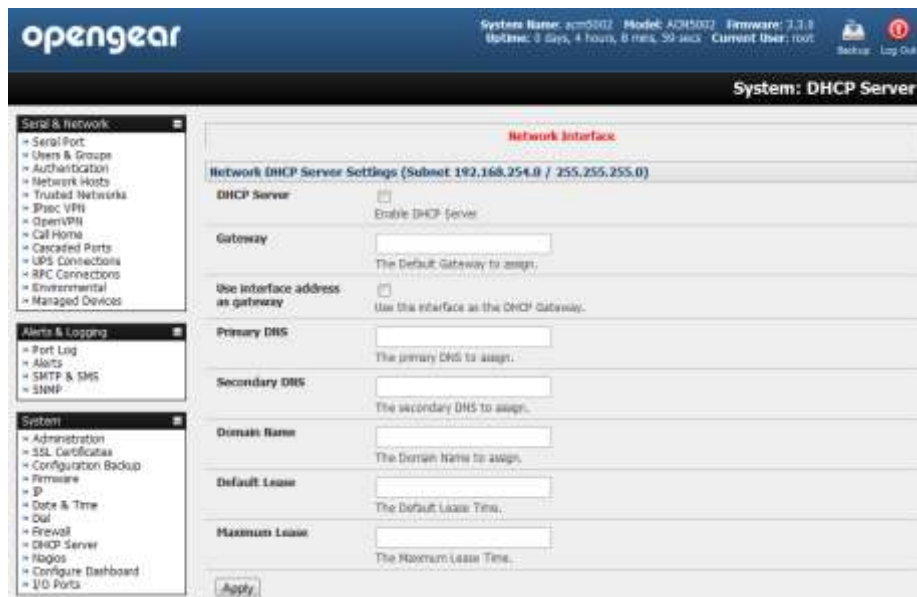 opengear
System Name: acm5002 Model: ACM5002 Firmware: 3.3.0
Uptime: 0 days, 4 hours, 8 mins, 59 secs Current User: root
Backup Log Out
System: DHCP Server
Serial & Network
» Serial Port
» Users & Groups
» Authentication
» Network Hosts
» Trusted Networks
» IPsec VPN
» OpenVPN
» Call Home
» Cascaded Ports
» UPS Connections
» RPC Connections
» Environmental
» Managed Devices
Alerts & Logging
» Port Log
» Alerts
» SMTP & SMS
» SNMP
System
» Administration
» SSL Certificates
» Configuration Backup
» Firmware
» IP
» Date & Time
» Dial
» Firewall
» DHCP Server
» Nagios
» Configure Dashboard
» I/O Ports
Network Interface
Network DHCP Server Settings (Subnet 192.168.254.0 / 255.255.255.0)
DHCP Server
Enable DHCP Server
Gateway
The Default Gateway to assign.
Use interface address as gateway
Use this interface as the DHCP Gateway.
Primary DNS
The primary DNS to assign.
Secondary DNS
The secondary DNS to assign.
Domain Name
The Domain Name to assign.
Default Lease
The Default Lease Time.
Maximum Lease
The Maximum Lease Time.
Apply